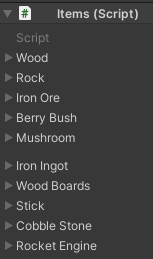 Items (Script)
Script
Wood
Rock
Iron Ore
Berry Bush
Mushroom
Iron Ingot
Wood Boards
Stick
Cobble Stone
Rocket Engine